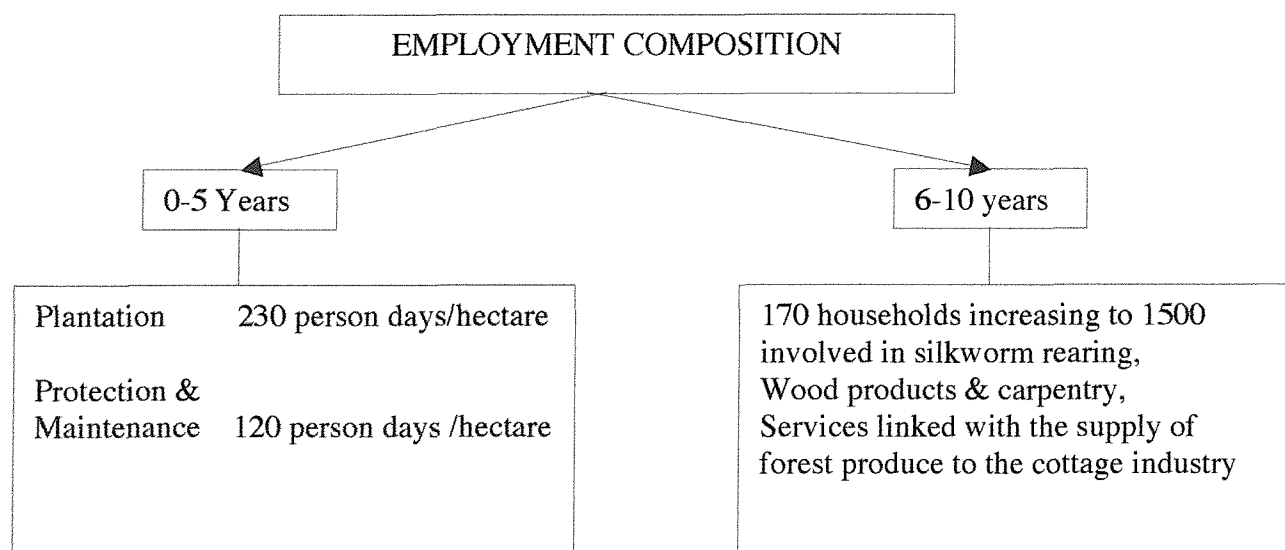 EMPLOYMENT COMPOSITION
0-5 Years
6-10 years
Plantation 230 person days/hectare
Protection &
Maintenance 120 person days /hectare
170 households increasing to 1500
involved in silkworm rearing,
Wood products & carpentry,
Services linked with the supply of
forest produce to the cottage industry